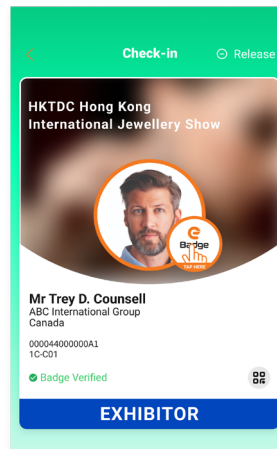 Check-in
Release
HKTDC Hong Kong
International Jewellery Show
e
Badge
TAP HERE
Mr Trey D. Counsell
ABC International Group
Canada
000044000000A1
1C-C01
Badge Verified
EXHIBITOR